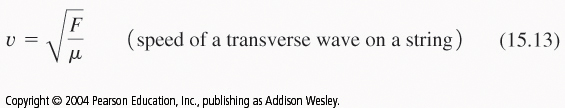 v = √(F/μ) (speed of a transverse wave on a string) (15.13)
Copyright © 2004 Pearson Education, Inc., publishing as Addison Wesley.